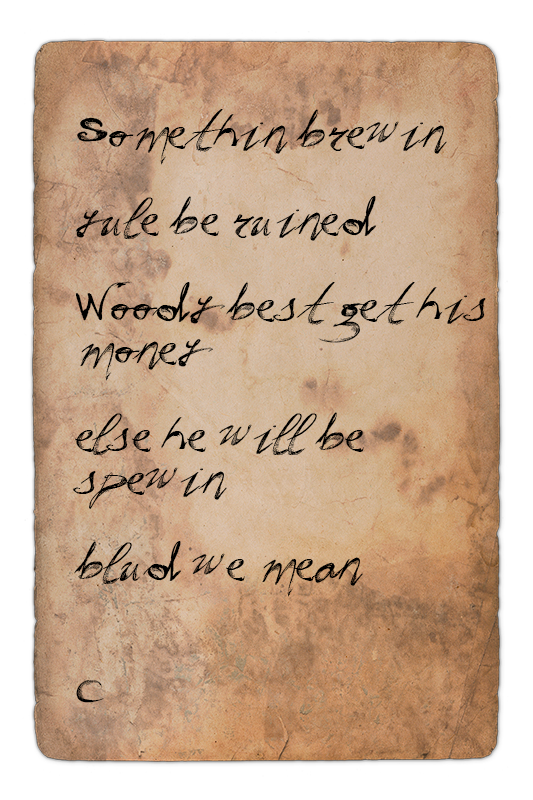 Somethin brewin
yule be ruined
Woody best get his
money
else he will be
spewin
blud we mean
C